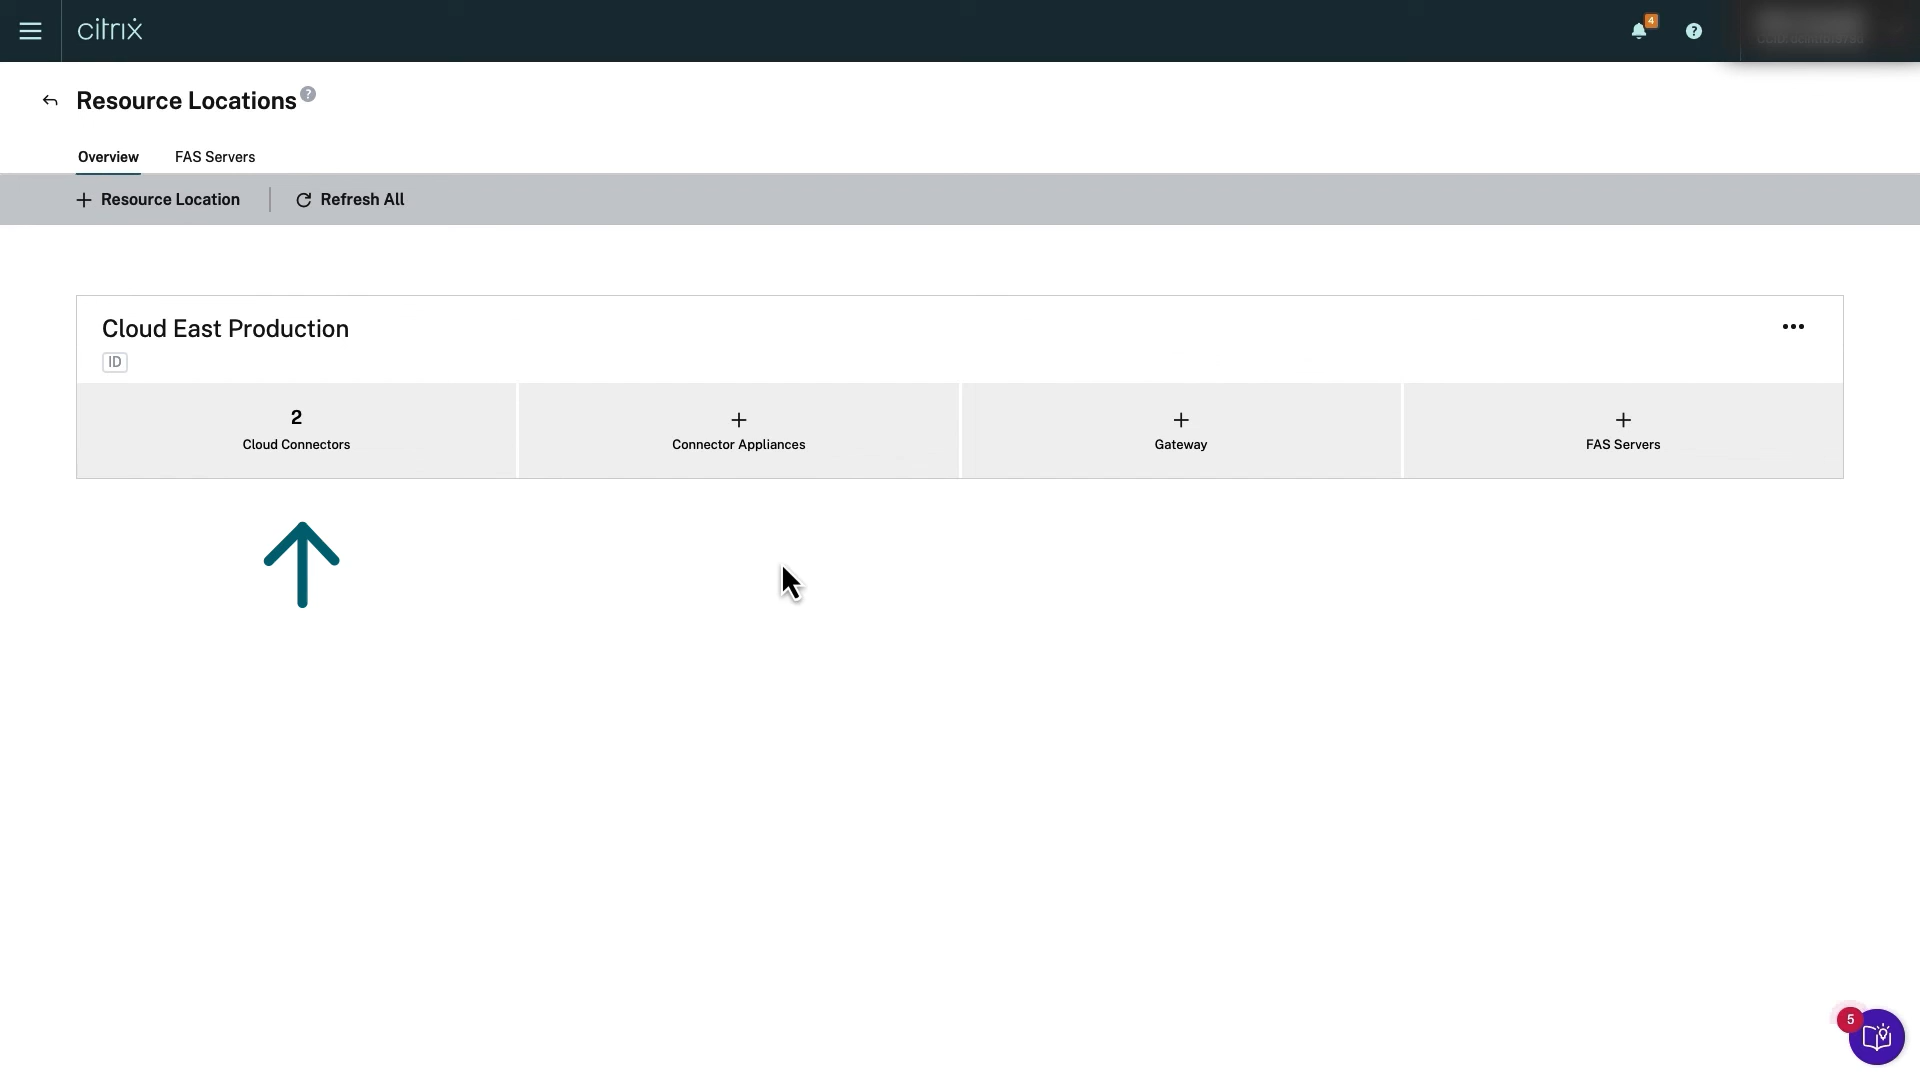 citrix
4
?
Resource Locations ?
Overview FAS Servers
+ Resource Location Refresh All
Cloud East Production
ID
2 + + +
Cloud Connectors Connector Appliances Gateway FAS Servers
5